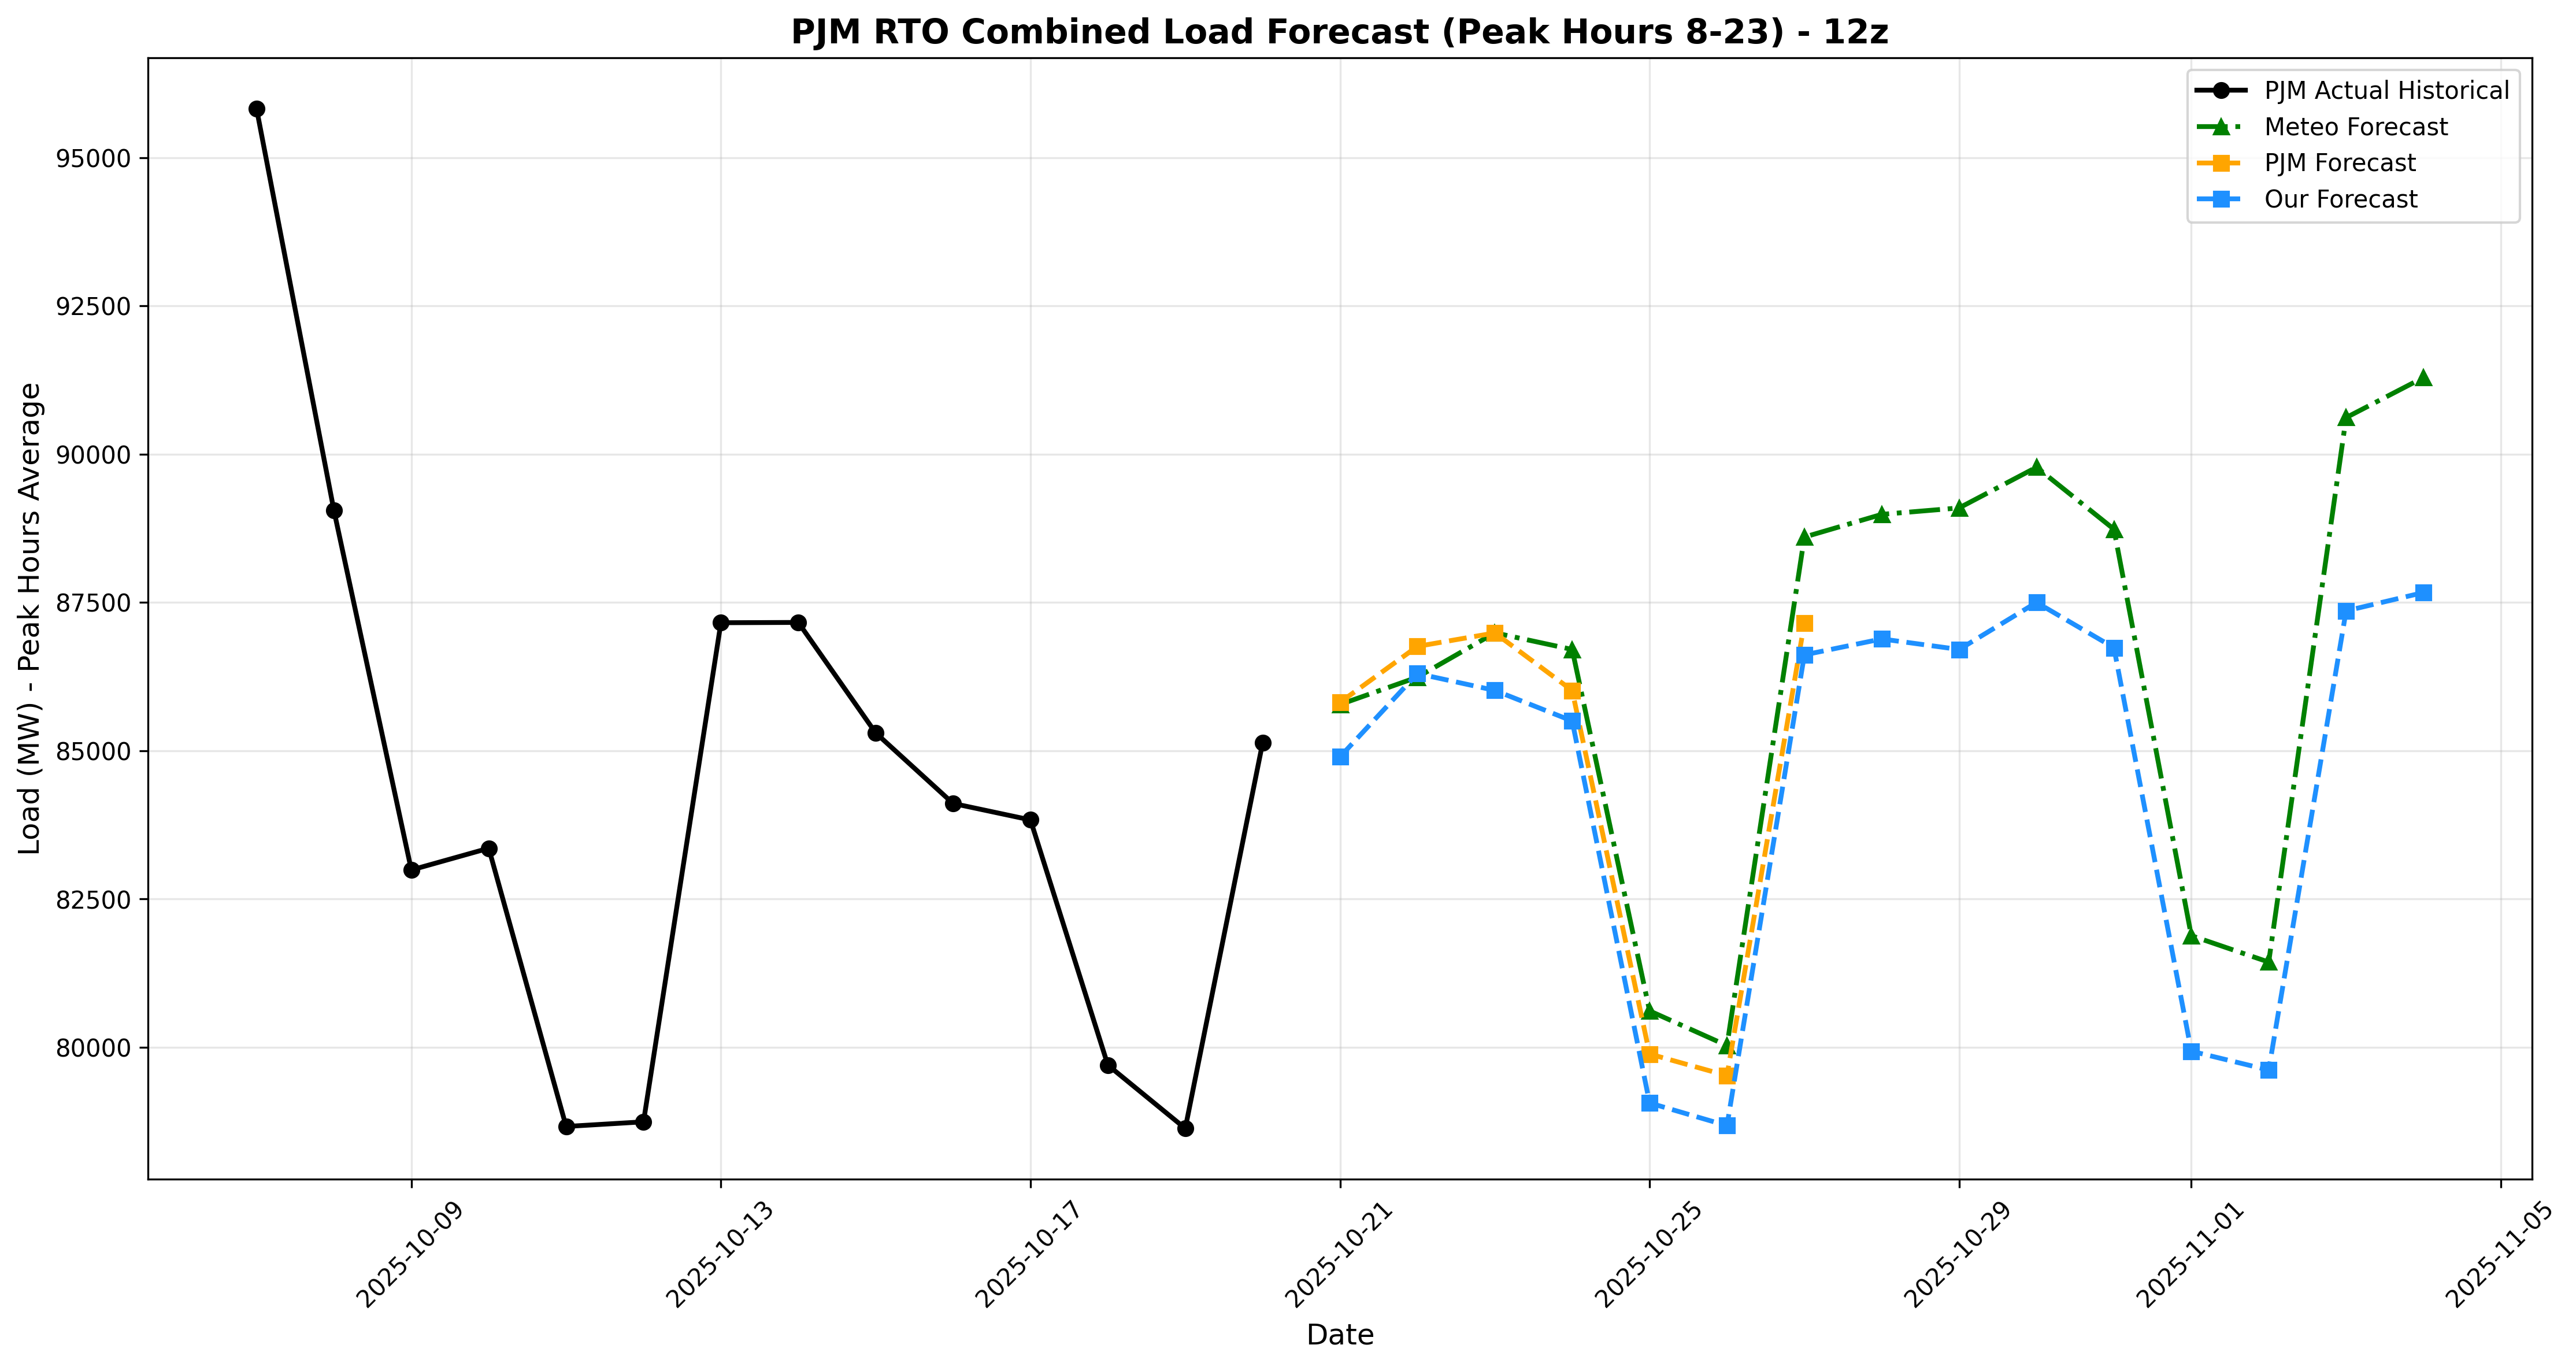 PJM RTO Combined Load Forecast (Peak Hours 8-23) - 12z
PJM Actual Historical
Meteo Forecast
PJM Forecast
Our Forecast
Load (MW) - Peak Hours Average
95000
92500
90000
87500
85000
82500
80000
2025-10-09
2025-10-13
2025-10-17
2025-10-21
2025-10-25
2025-10-29
2025-11-01
2025-11-05
Date